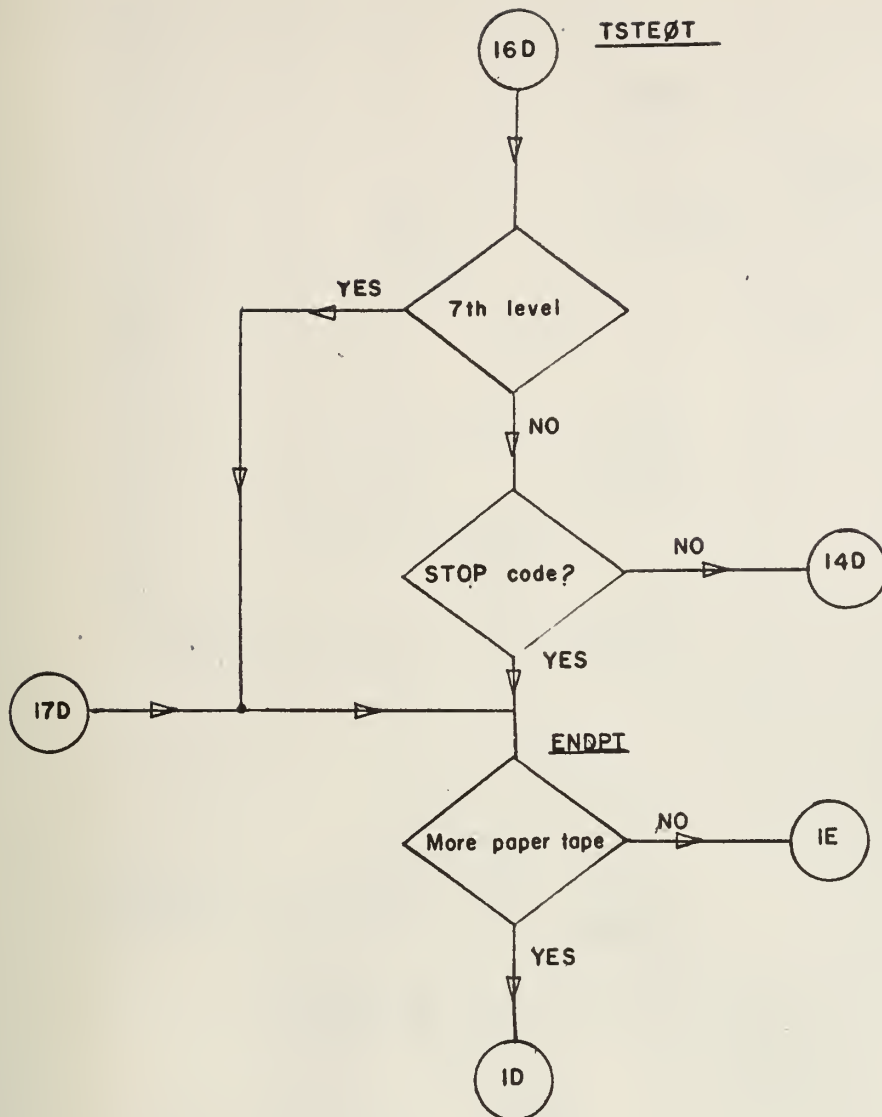 16D
TSTEØT
YES
7th level
NO
STOP code?
NO
14D
YES
17D
ENDPT
More paper tape
NO
1E
YES
1D